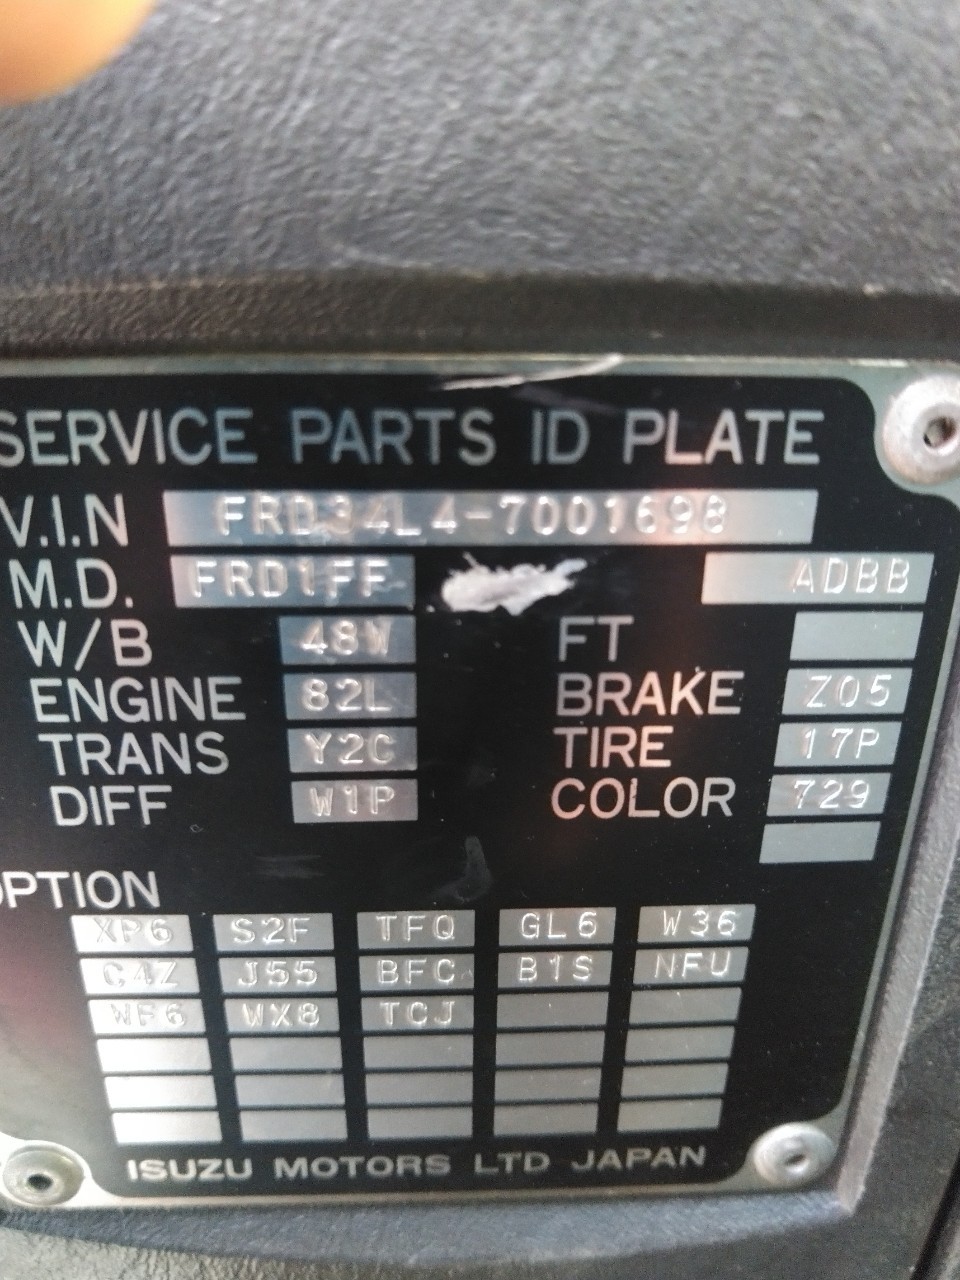 SERVICE PARTS ID PLATE
V.I.N FRD34L4-7001698
M.D. FRD1FF ADBB
W/B 48W FT
ENGINE 82L BRAKE Z05
TRANS Y2C TIRE 17P
DIFF W1P COLOR 729
OPTION
XP6 S2F TFQ GL6 W36
C4Z J55 BFC B1S NFU
WF6 WX8 TCJ
ISUZU MOTORS LTD JAPAN